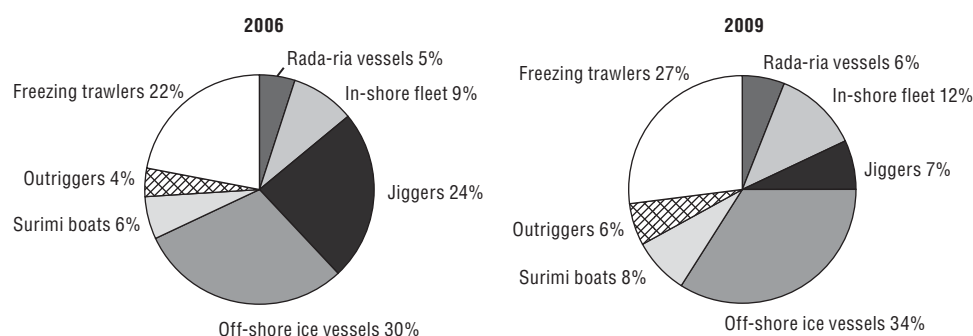 2006
Rada-ria vessels 5%
In-shore fleet 9%
Jiggers 24%
Off-shore ice vessels 30%
Surimi boats 6%
Outriggers 4%
Freezing trawlers 22%
2009
Rada-ria vessels 6%
In-shore fleet 12%
Jiggers 7%
Off-shore ice vessels 34%
Surimi boats 8%
Outriggers 6%
Freezing trawlers 27%